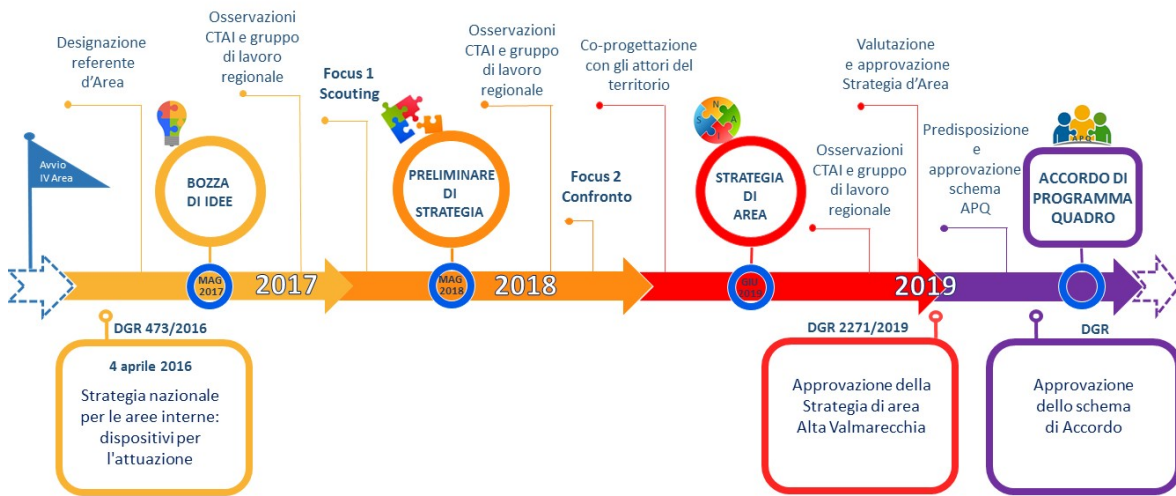 Avvio
IV Area
Designazione
referente
d'Area
Osservazioni
CTAI e gruppo
di lavoro
regionale
Focus 1
Scouting
Osservazioni
CTAI e gruppo
di lavoro
regionale
Focus 2
Confronto
Co-progettazione
con gli attori del
territorio
Valutazione
e approvazione
Strategia d'Area
Osservazioni
CTAI e gruppo
di lavoro
regionale
Predisposizione
e
approvazione
schema
APQ
BOZZA
DI IDEE
PRELIMINARE
DI
STRATEGIA
S N A I
STRATEGIA
DI
AREA
APQ
ACCORDO DI
PROGRAMMA
QUADRO
MAG
2017
2017
MAG
2018
2018
GIU
2019
2019
DGR 473/2016
4 aprile 2016
Strategia nazionale
per le aree interne:
dispositivi per
l'attuazione
DGR 2271/2019
Approvazione della
Strategia di area
Alta Valmarecchia
DGR
Approvazione
dello schema
di Accordo